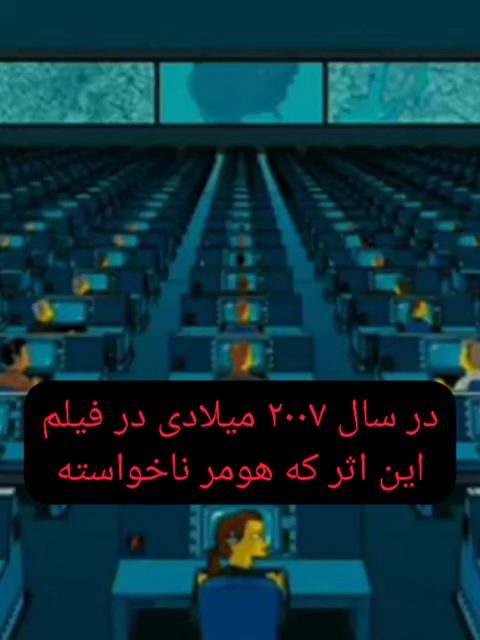 در سال ۲۰۰۷ میلادی در فیلم
این اثر که هومر ناخواسته